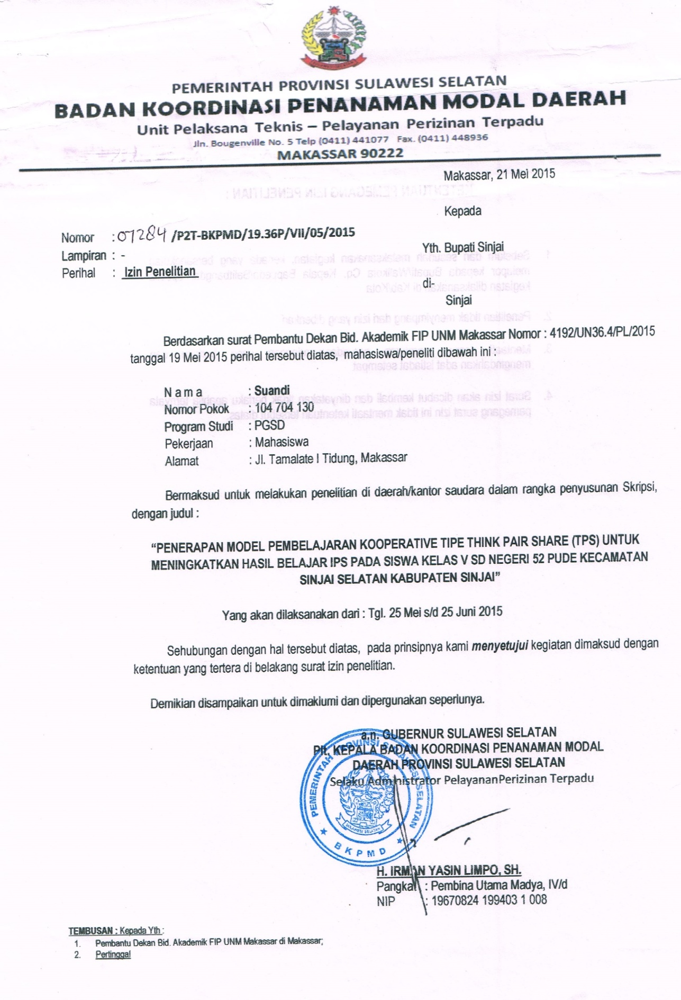 SULAWESI SELATAN
PEMERINTAH PROVINSI SULAWESI SELATAN
BADAN KOORDINASI PENANAMAN MODAL DAERAH
Unit Pelaksana Teknis – Pelayanan Perizinan Terpadu
Jln. Bougenville No. 5 Telp (0411) 441077 Fax. (0411) 448936
MAKASSAR 90222
Makassar, 21 Mei 2015
Kepada
Nomor : 07284 /P2T-BKPMD/19.36P/VII/05/2015
Lampiran : -
Perihal : Izin Penelitian
Yth. Bupati Sinjai
di-
Sinjai
Berdasarkan surat Pembantu Dekan Bid. Akademik FIP UNM Makassar Nomor : 4192/UN36.4/PL/2015
tanggal 19 Mei 2015 perihal tersebut diatas, mahasiswa/peneliti dibawah ini :
N a m a : Suandi
Nomor Pokok : 104 704 130
Program Studi : PGSD
Pekerjaan : Mahasiswa
Alamat : Jl. Tamalate I Tidung, Makassar
Bermaksud untuk melakukan penelitian di daerah/kantor saudara dalam rangka penyusunan Skripsi,
dengan judul :
“PENERAPAN MODEL PEMBELAJARAN KOOPERATIVE TIPE THINK PAIR SHARE (TPS) UNTUK
MENINGKATKAN HASIL BELAJAR IPS PADA SISWA KELAS V SD NEGERI 52 PUDE KECAMATAN
SINJAI SELATAN KABUPATEN SINJAI”
Yang akan dilaksanakan dari : Tgl. 25 Mei s/d 25 Juni 2015
Sehubungan dengan hal tersebut diatas, pada prinsipnya kami menyetujui kegiatan dimaksud dengan
ketentuan yang tertera di belakang surat izin penelitian.
Demikian disampaikan untuk dimaklumi dan dipergunakan seperlunya.
a.n. GUBERNUR SULAWESI SELATAN
Plt. KEPALA BADAN KOORDINASI PENANAMAN MODAL
DAERAH PROVINSI SULAWESI SELATAN
Selaku Administrator PelayananPerizinan Terpadu
PEMERINTAH PROVINSI SULAWESI SELATAN
SULAWESI SELATAN
BKPMD
H. IRMAN YASIN LIMPO, SH.
Pangkat : Pembina Utama Madya, IV/d
NIP : 19670824 199403 1 008
TEMBUSAN : Kepada Yth :
1. Pembantu Dekan Bid. Akademik FIP UNM Makassar di Makassar;
2. Pertinggal